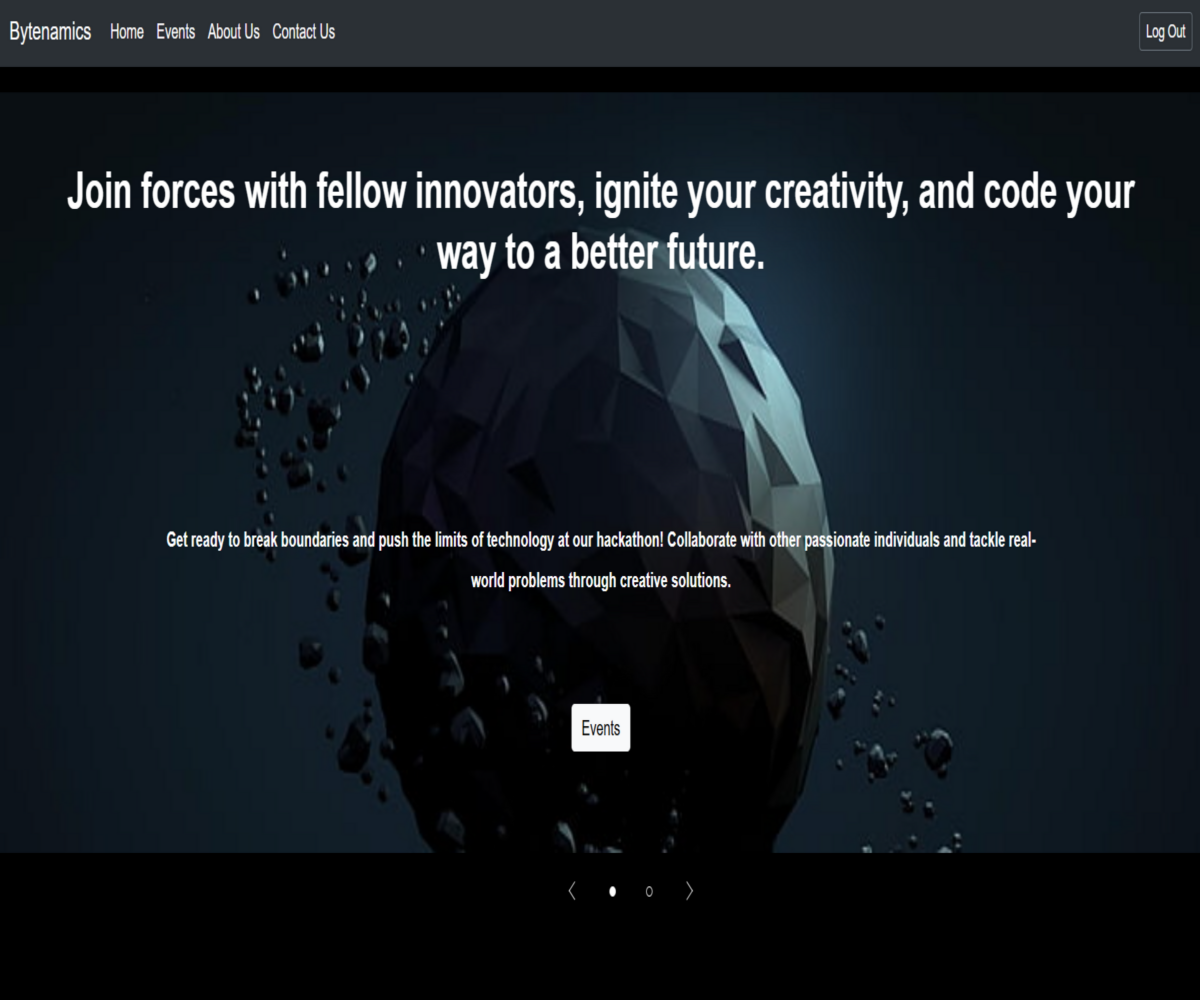 Bytenamics Home Events About Us Contact Us Log Out
Join forces with fellow innovators, ignite your creativity, and code your
way to a better future.
Get ready to break boundaries and push the limits of technology at our hackathon! Collaborate with other passionate individuals and tackle real-
world problems through creative solutions.
Events